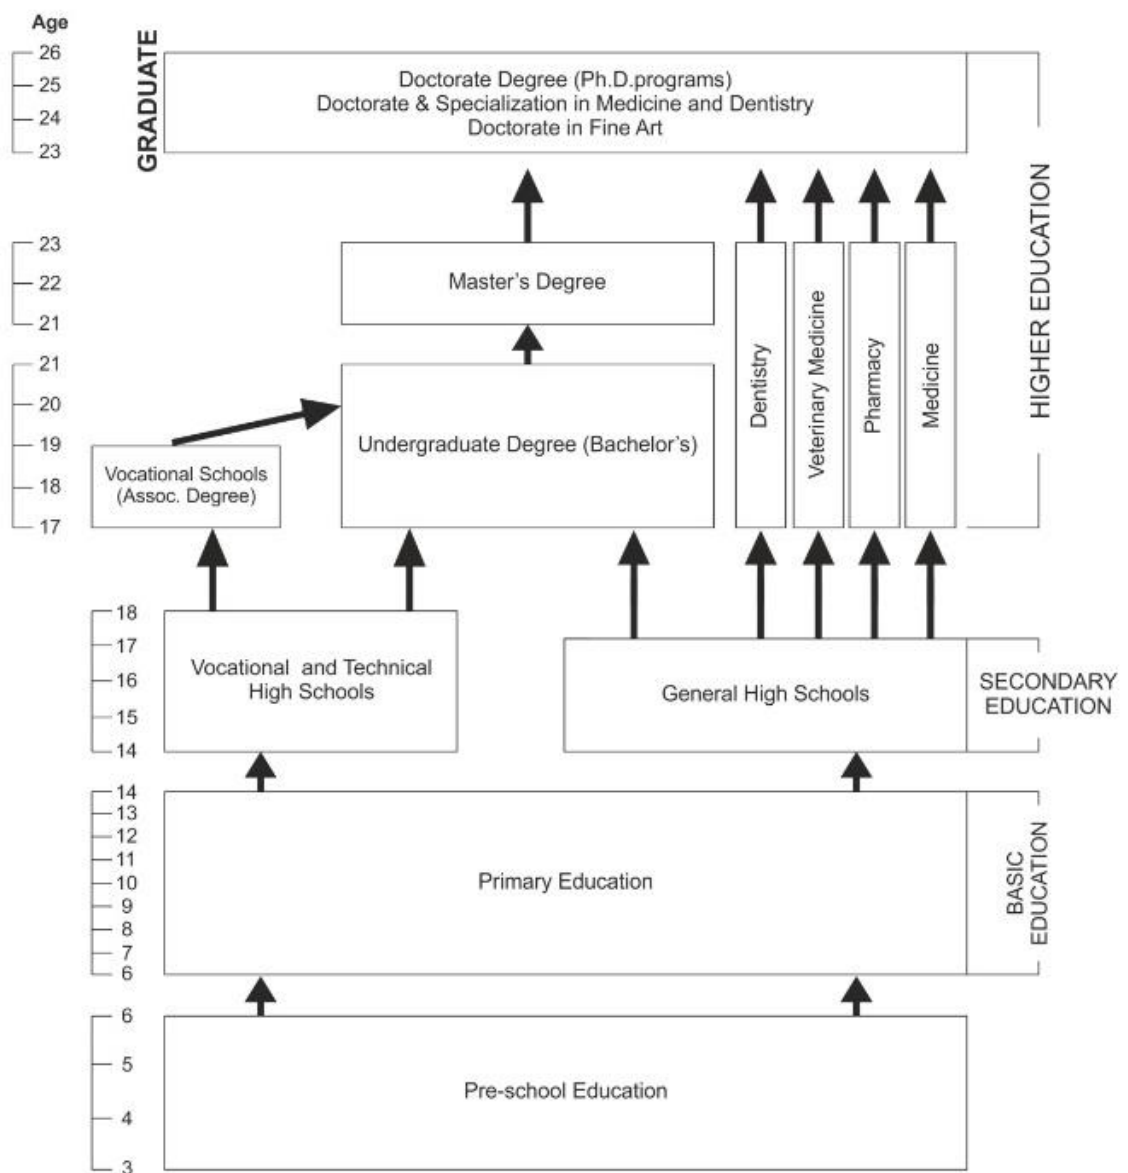 Age
26
25
24
23
GRADUATE
Doctorate Degree (Ph.D.programs)
Doctorate & Specialization in Medicine and Dentistry
Doctorate in Fine Art
HIGHER EDUCATION
23
22
21
Master's Degree
21
20
19
18
17
Vocational Schools
(Assoc. Degree)
Undergraduate Degree (Bachelor's)
Dentistry
Veterinary Medicine
Pharmacy
Medicine
18
17
16
15
14
Vocational and Technical
High Schools
General High Schools
SECONDARY
EDUCATION
14
13
12
11
10
9
8
7
6
Primary Education
BASIC
EDUCATION
6
5
4
3
Pre-school Education